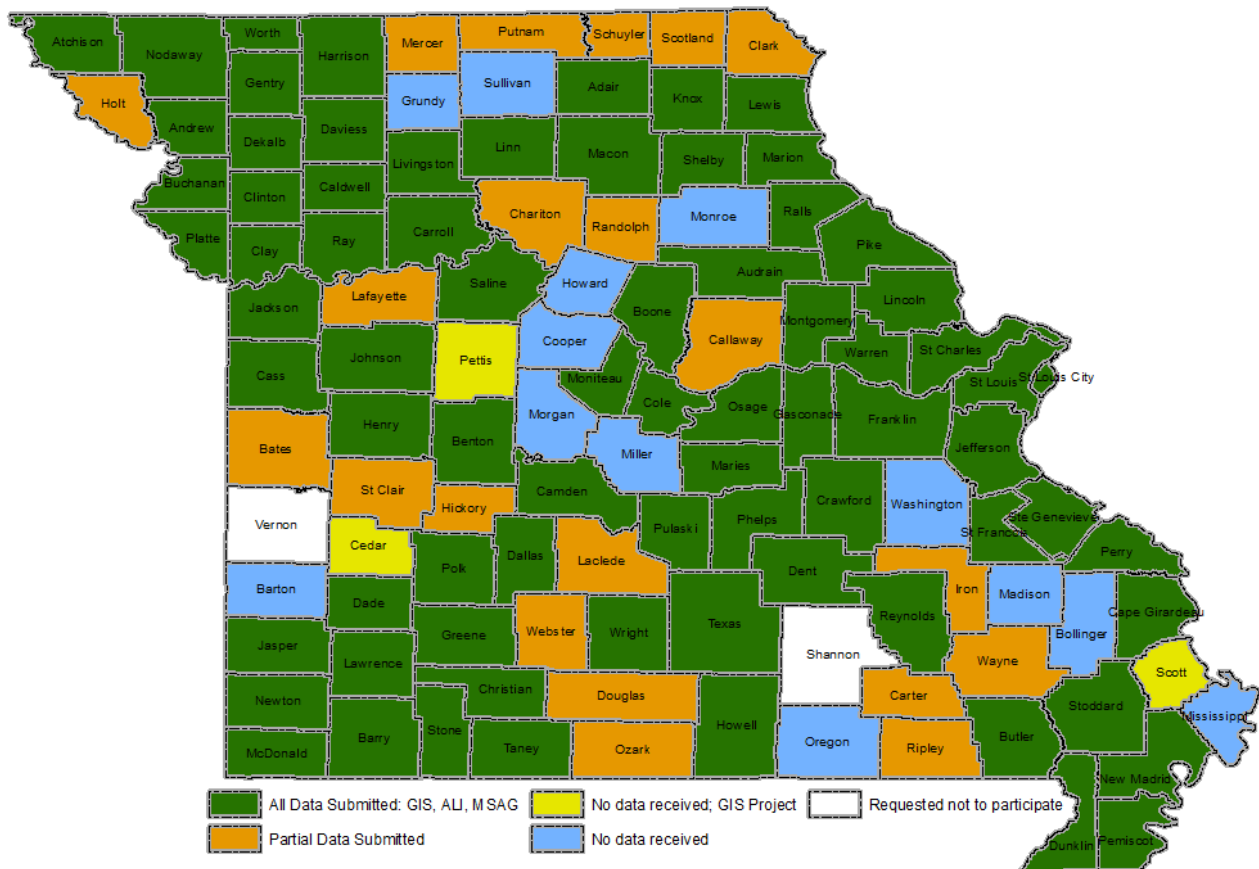 Atchison
Nodaway
Worth
Harrison
Mercer
Putnam
Schuyler
Scotland
Clark
Holt
Gentry
Grundy
Sullivan
Adair
Knox
Lewis
Andrew
Dekalb
Daviess
Linn
Macon
Shelby
Marion
Livingston
Buchanan
Clinton
Caldwell
Chariton
Randolph
Monroe
Ralls
Platte
Clay
Ray
Carroll
Pike
Audrain
Saline
Howard
Boone
Lincoln
Jackson
Lafayette
Callaway
Montgomery
Warren
St Charles
Johnson
Pettis
Cooper
Cass
Moniteau
Cole
Osage
Gasconade
Franklin
St Louis
St Louis City
Henry
Benton
Morgan
Miller
Maries
Jefferson
Bates
St Clair
Hickory
Camden
Crawford
Washington
Vernon
Cedar
Pulaski
Phelps
St Francois
Ste Genevieve
Perry
Polk
Dallas
Laclede
Dent
Barton
Dade
Iron
Madison
Reynolds
Cape Girardeau
Bollinger
Jasper
Greene
Webster
Wright
Texas
Shannon
Wayne
Scott
Lawrence
Newton
Christian
Douglas
Carter
Stoddard
Mississippi
McDonald
Barry
Stone
Taney
Ozark
Howell
Oregon
Ripley
Butler
New Madrid
Dunklin
Pemiscot
All Data Submitted: GIS, ALI, MSAG
No data received; GIS Project
Requested not to participate
Partial Data Submitted
No data received